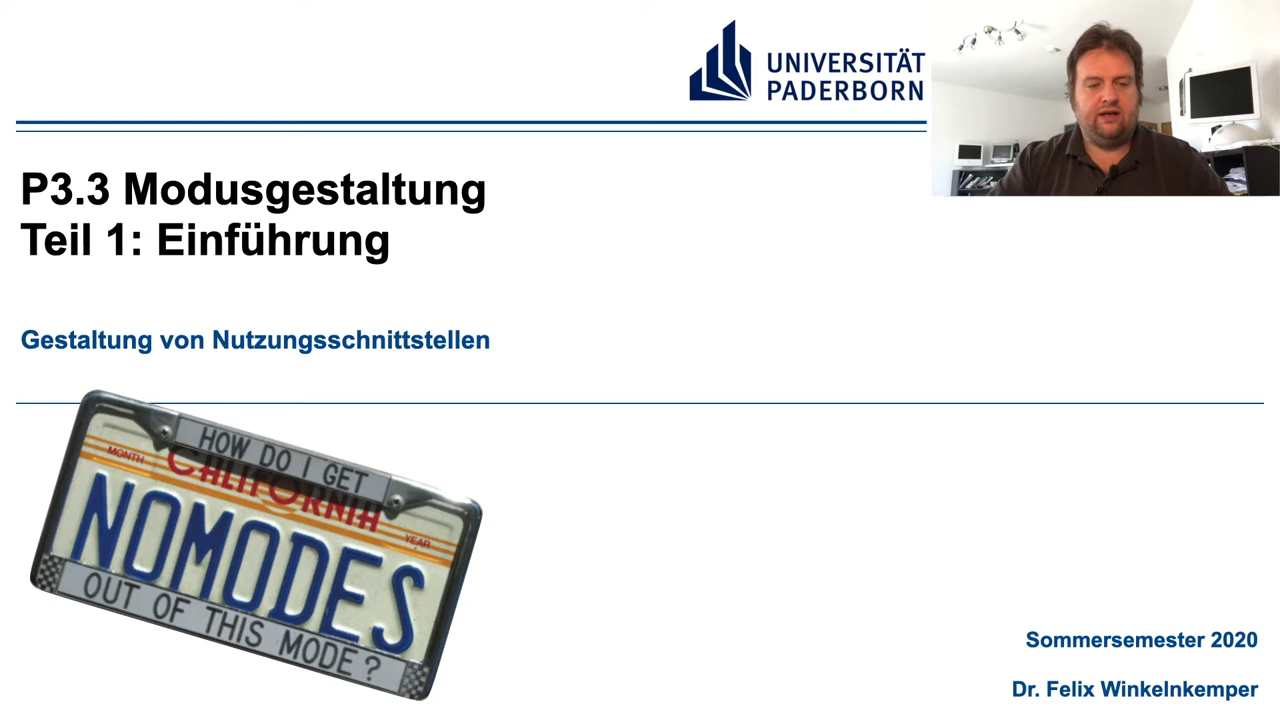 UNIVERSITÄT
PADERBORN
P3.3 Modusgestaltung
Teil 1: Einführung
Gestaltung von Nutzungsschnittstellen
HOW DO I GET
MONTH
CALIFORNIA
YEAR
NOMODES
OUT OF THIS MODE?
Sommersemester 2020
Dr. Felix Winkelnkemper